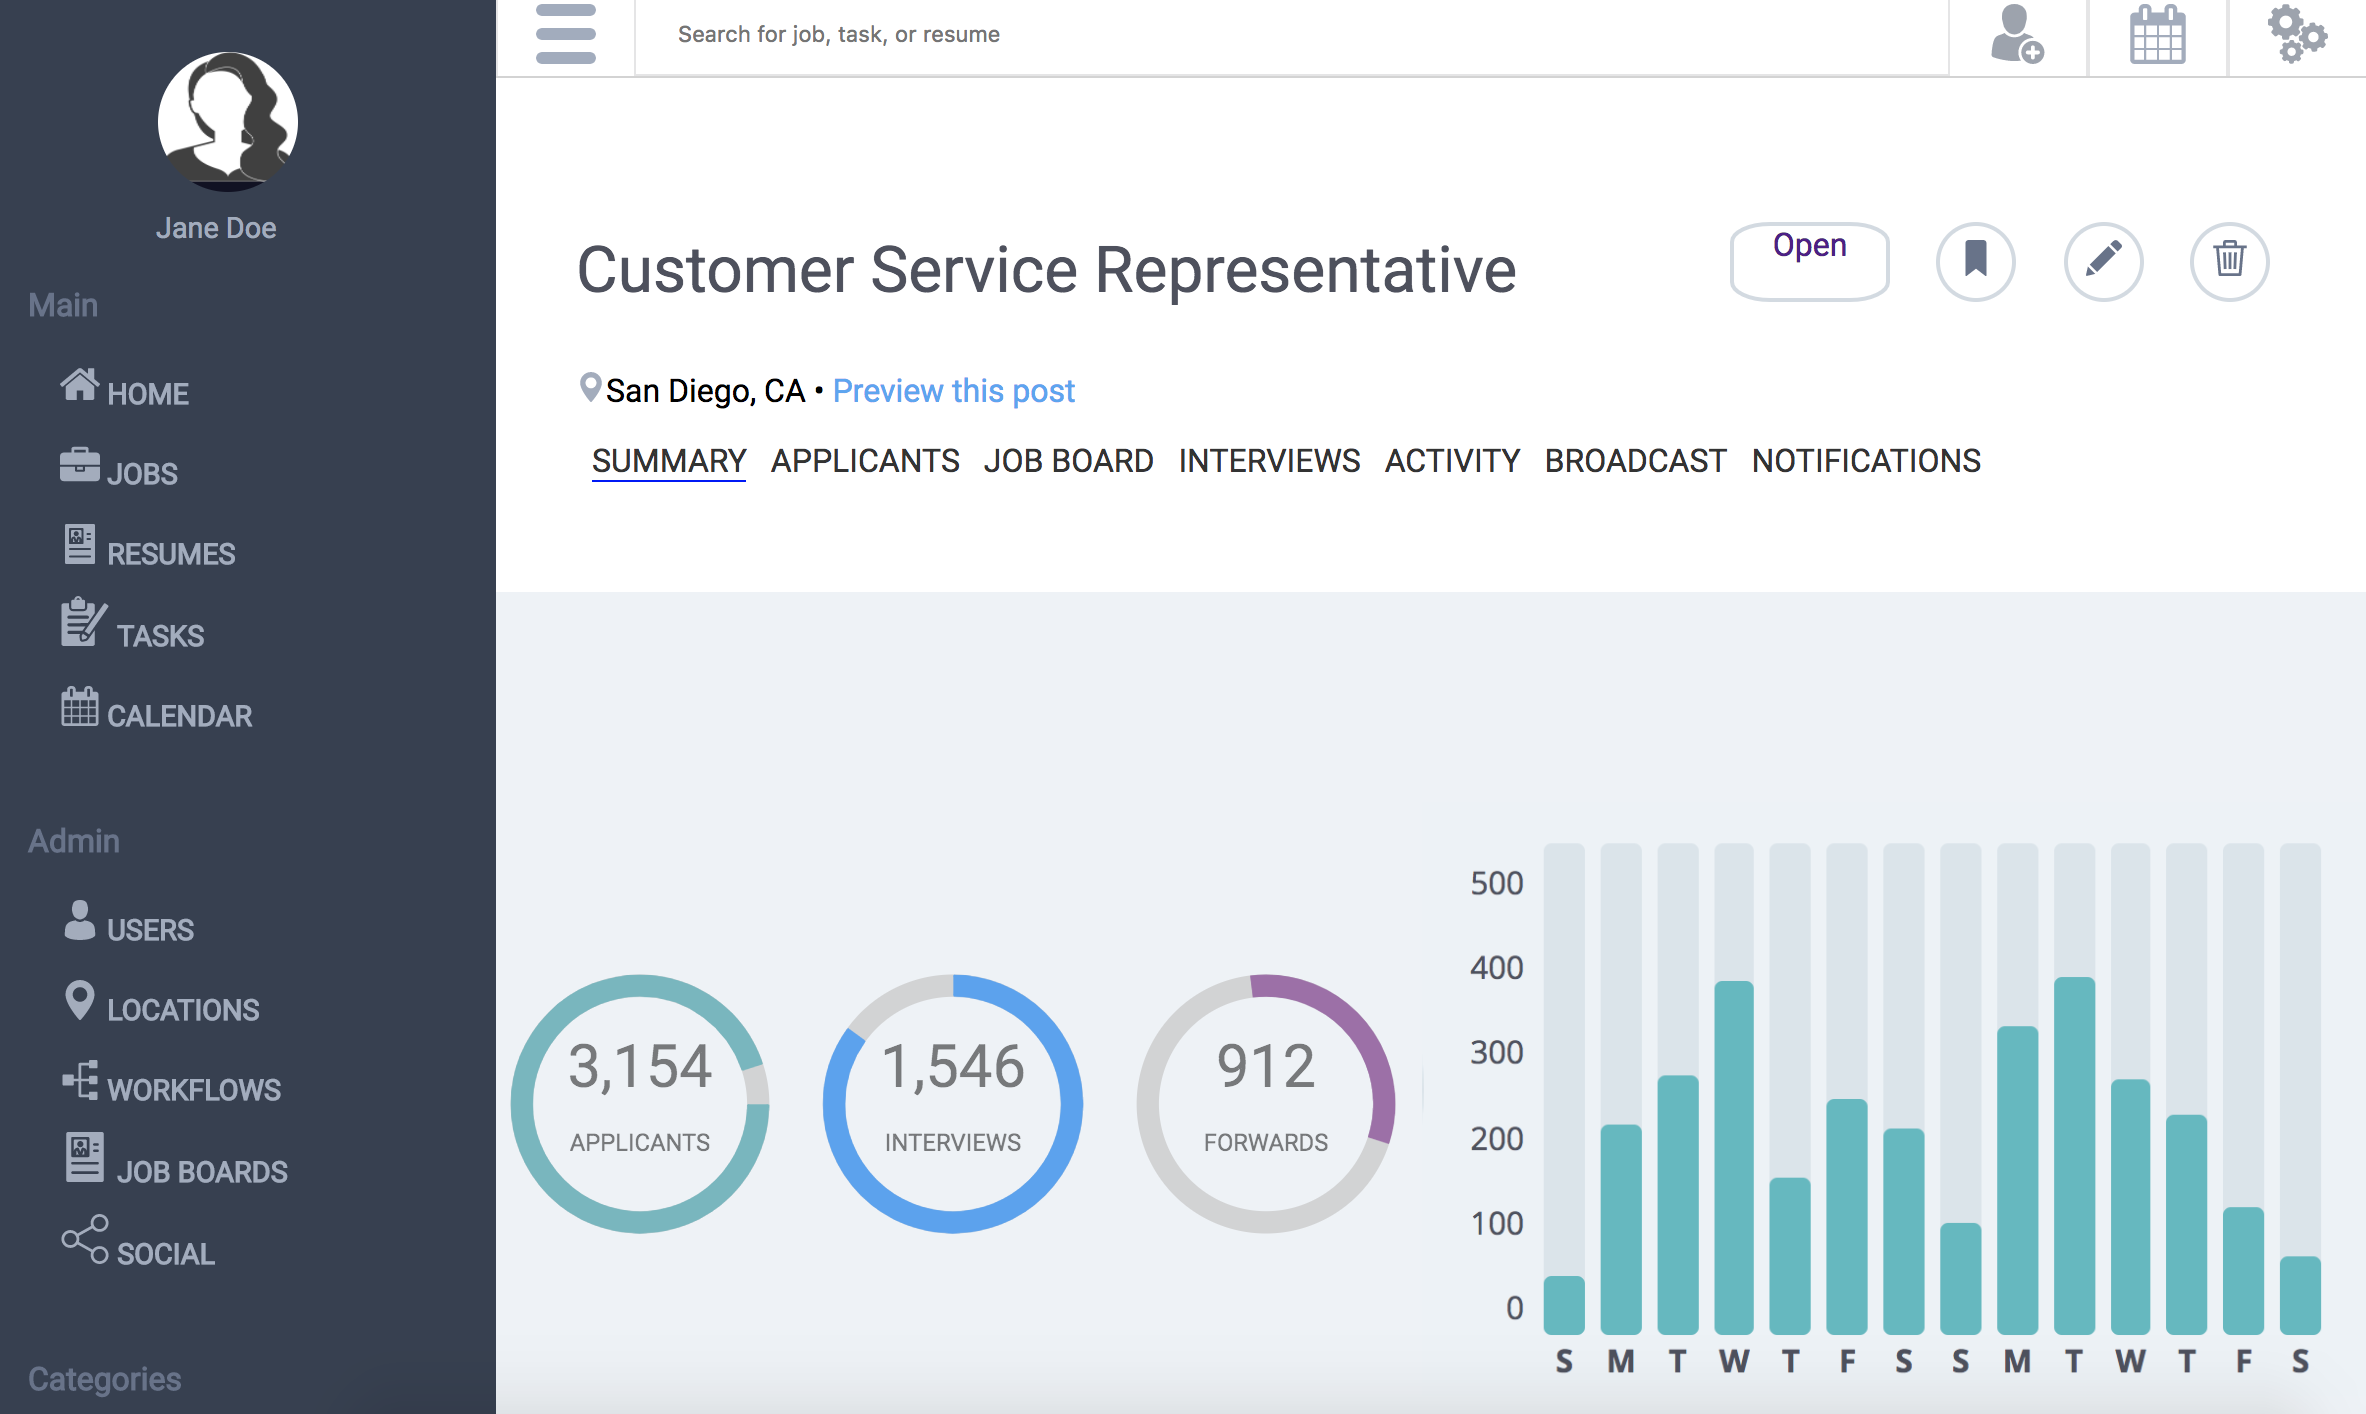 Jane Doe
Main
HOME
JOBS
RESUMES
TASKS
CALENDAR
Admin
USERS
LOCATIONS
WORKFLOWS
JOB BOARDS
SOCIAL
Categories
Search for job, task, or resume
Customer Service Representative
Open
San Diego, CA • Preview this post
SUMMARY APPLICANTS JOB BOARD INTERVIEWS ACTIVITY BROADCAST NOTIFICATIONS
3,154
APPLICANTS
1,546
INTERVIEWS
912
FORWARDS
500
400
300
200
100
0
S M T W T F S S M T W T F S